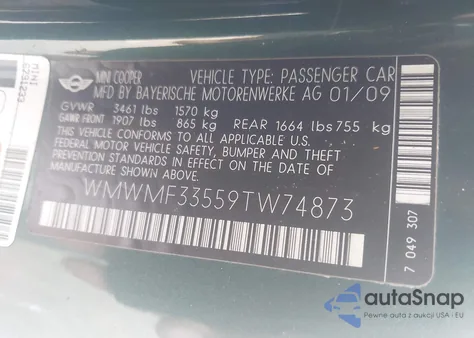 MINI COOPER
VEHICLE TYPE: PASSENGER CAR
MFD BY BAYERISCHE MOTORENWERKE AG 01/09
GVWR 3461 lbs 1570 kg
GAWR FRONT 1907 lbs 865 kg REAR 1664 lbs 755 kg
THIS VEHICLE CONFORMS TO ALL APPLICABLE U.S.
FEDERAL MOTOR VEHICLE SAFETY, BUMPER AND THEFT
PREVENTION STANDARDS IN EFFECT ON THE DATE OF
MANUFACTURE SHOWN ABOVE.
WMWMF33559TW74873
7 049 307
MINI
autoSnap
Pewne auta z aukcji USA i EU